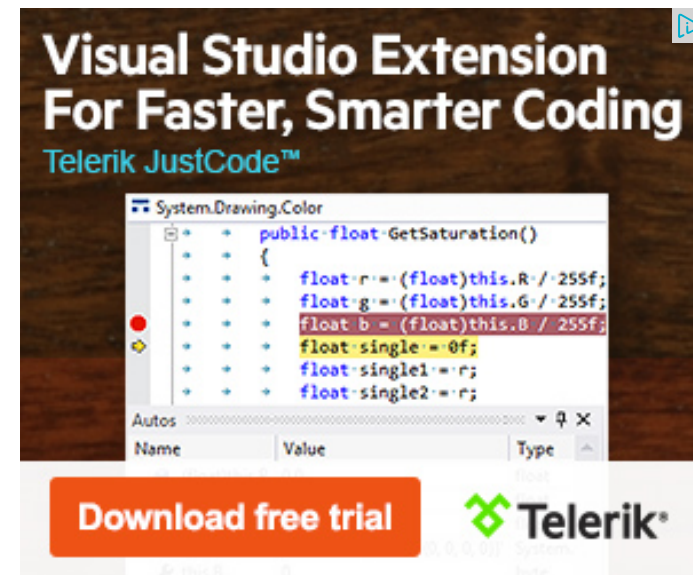 Visual Studio Extension
For Faster, Smarter Coding
Telerik JustCode™
System.Drawing.Color
public float GetSaturation()
{
float r = (float)this.R / 255f;
float g = (float)this.G / 255f;
float b = (float)this.B / 255f;
float single = 0f;
float single1 = r;
float single2 = r;
Autos
Name Value Type
Download free trial
Telerik